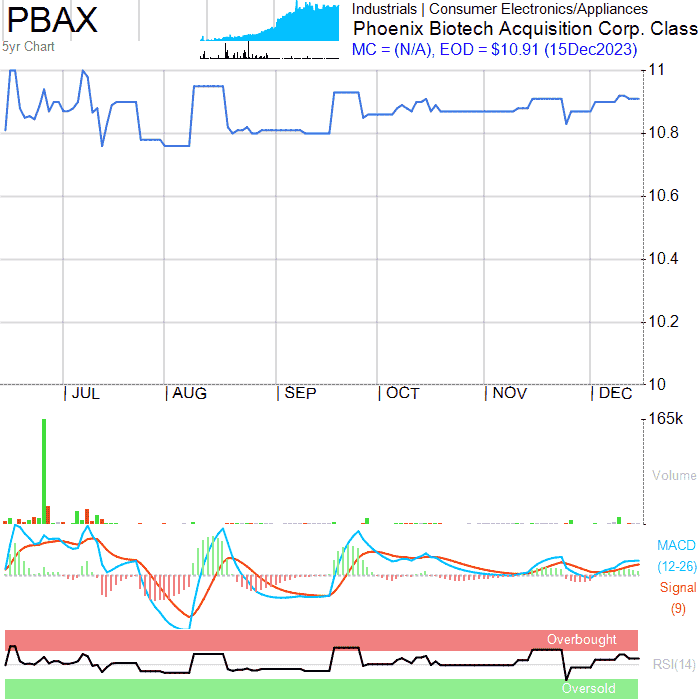 PBAX
5yr Chart
Industrials | Consumer Electronics/Appliances
Phoenix Biotech Acquisition Corp. Class
MC = (N/A), EOD = $10.91 (15Dec2023)
11
10.8
10.6
10.4
10.2
10
JUL AUG SEP OCT NOV DEC
165k
Volume
MACD
(12-26)
Signal
(9)
Overbought
RSI(14)
Oversold